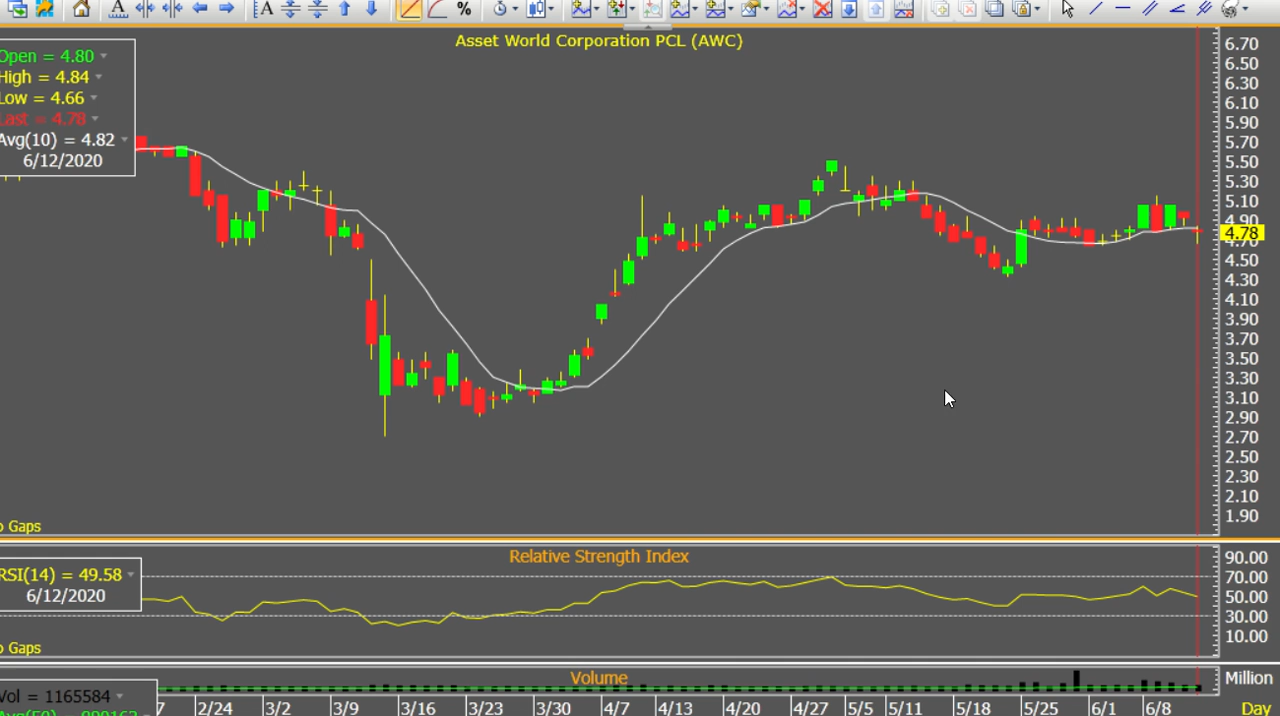 A A %
Asset World Corporation PCL (AWC)
Open = 4.80
High = 4.84
Low = 4.66
Last = 4.78
Avg(10) = 4.82
6/12/2020
6.70
6.50
6.30
6.10
5.90
5.70
5.50
5.30
5.10
4.90
4.78
4.50
4.30
4.10
3.90
3.70
3.50
3.30
3.10
2.90
2.70
2.50
2.30
2.10
1.90
Gaps
Relative Strength Index
RSI(14) = 49.58
6/12/2020
90.00
70.00
50.00
30.00
10.00
Gaps
Volume
Million
Vol = 1165584
7 2/24 3/2 3/9 3/16 3/23 3/30 4/7 4/13 4/20 4/27 5/5 5/11 5/18 5/25 6/1 6/8 Day